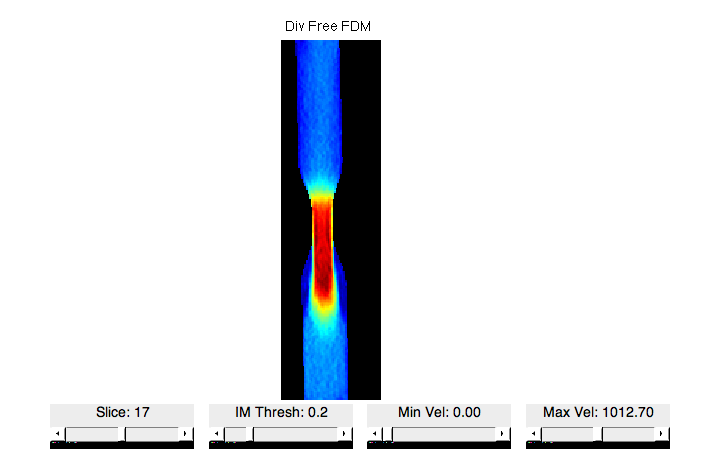 Div Free FDM
Slice: 17
IM Thresh: 0.2
Min Vel: 0.00
Max Vel: 1012.70